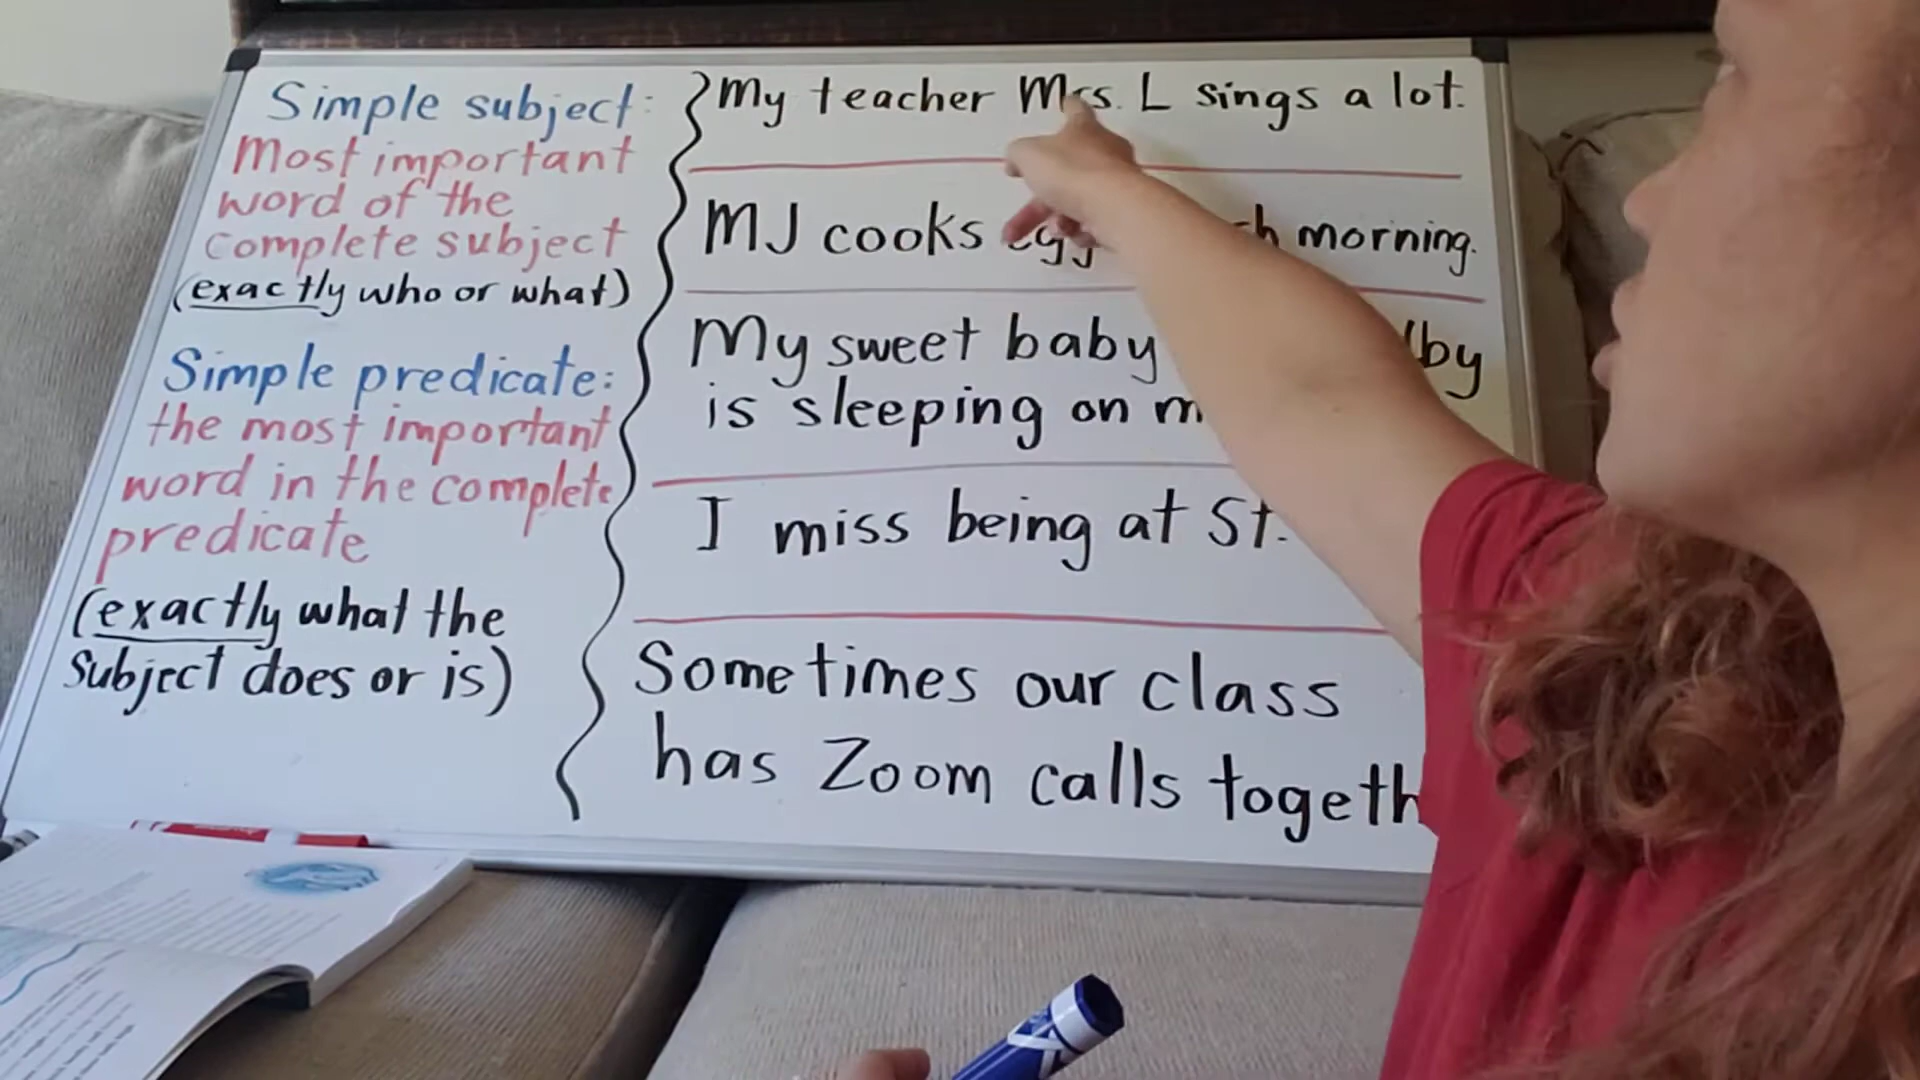 Simple subject:
Most important
word of the
complete subject
(exactly who or what)
Simple predicate:
the most important
word in the complete
predicate
(exactly what the
subject does or is)
My teacher Mrs. L sings a lot.
MJ cooks morning.
My sweet baby
is sleeping on
I miss being at St.
Sometimes our class
has Zoom calls